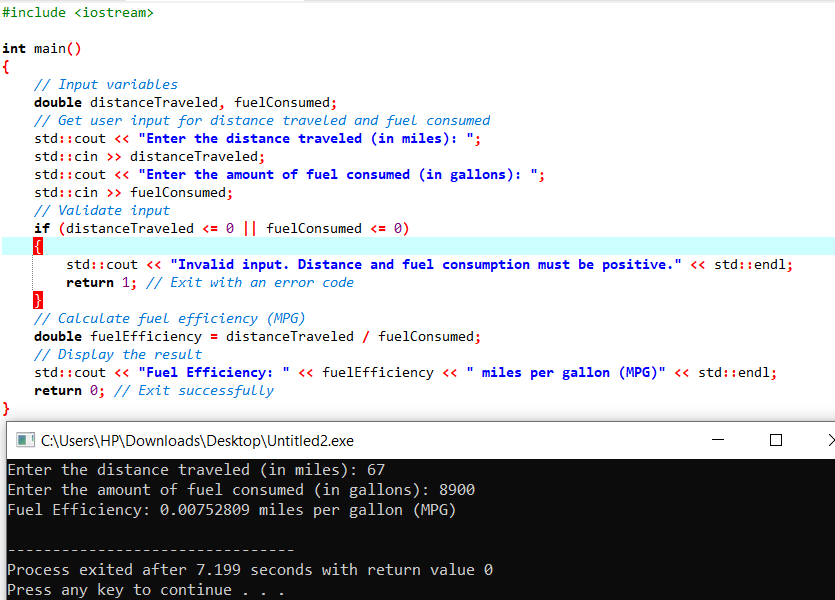 #include <iostream>
int main()
{
// Input variables
double distanceTraveled, fuelConsumed;
// Get user input for distance traveled and fuel consumed
std::cout << "Enter the distance traveled (in miles): ";
std::cin >> distanceTraveled;
std::cout << "Enter the amount of fuel consumed (in gallons): ";
std::cin >> fuelConsumed;
// Validate input
if (distanceTraveled <= 0 || fuelConsumed <= 0)
{
std::cout << "Invalid input. Distance and fuel consumption must be positive." << std::endl;
return 1; // Exit with an error code
}
// Calculate fuel efficiency (MPG)
double fuelEfficiency = distanceTraveled / fuelConsumed;
// Display the result
std::cout << "Fuel Efficiency: " << fuelEfficiency << " miles per gallon (MPG)" << std::endl;
return 0; // Exit successfully
}
C:\Users\HP\Downloads\Desktop\Untitled2.exe
Enter the distance traveled (in miles): 67
Enter the amount of fuel consumed (in gallons): 8900
Fuel Efficiency: 0.00752809 miles per gallon (MPG)
--------------------------------
Process exited after 7.199 seconds with return value 0
Press any key to continue . . .